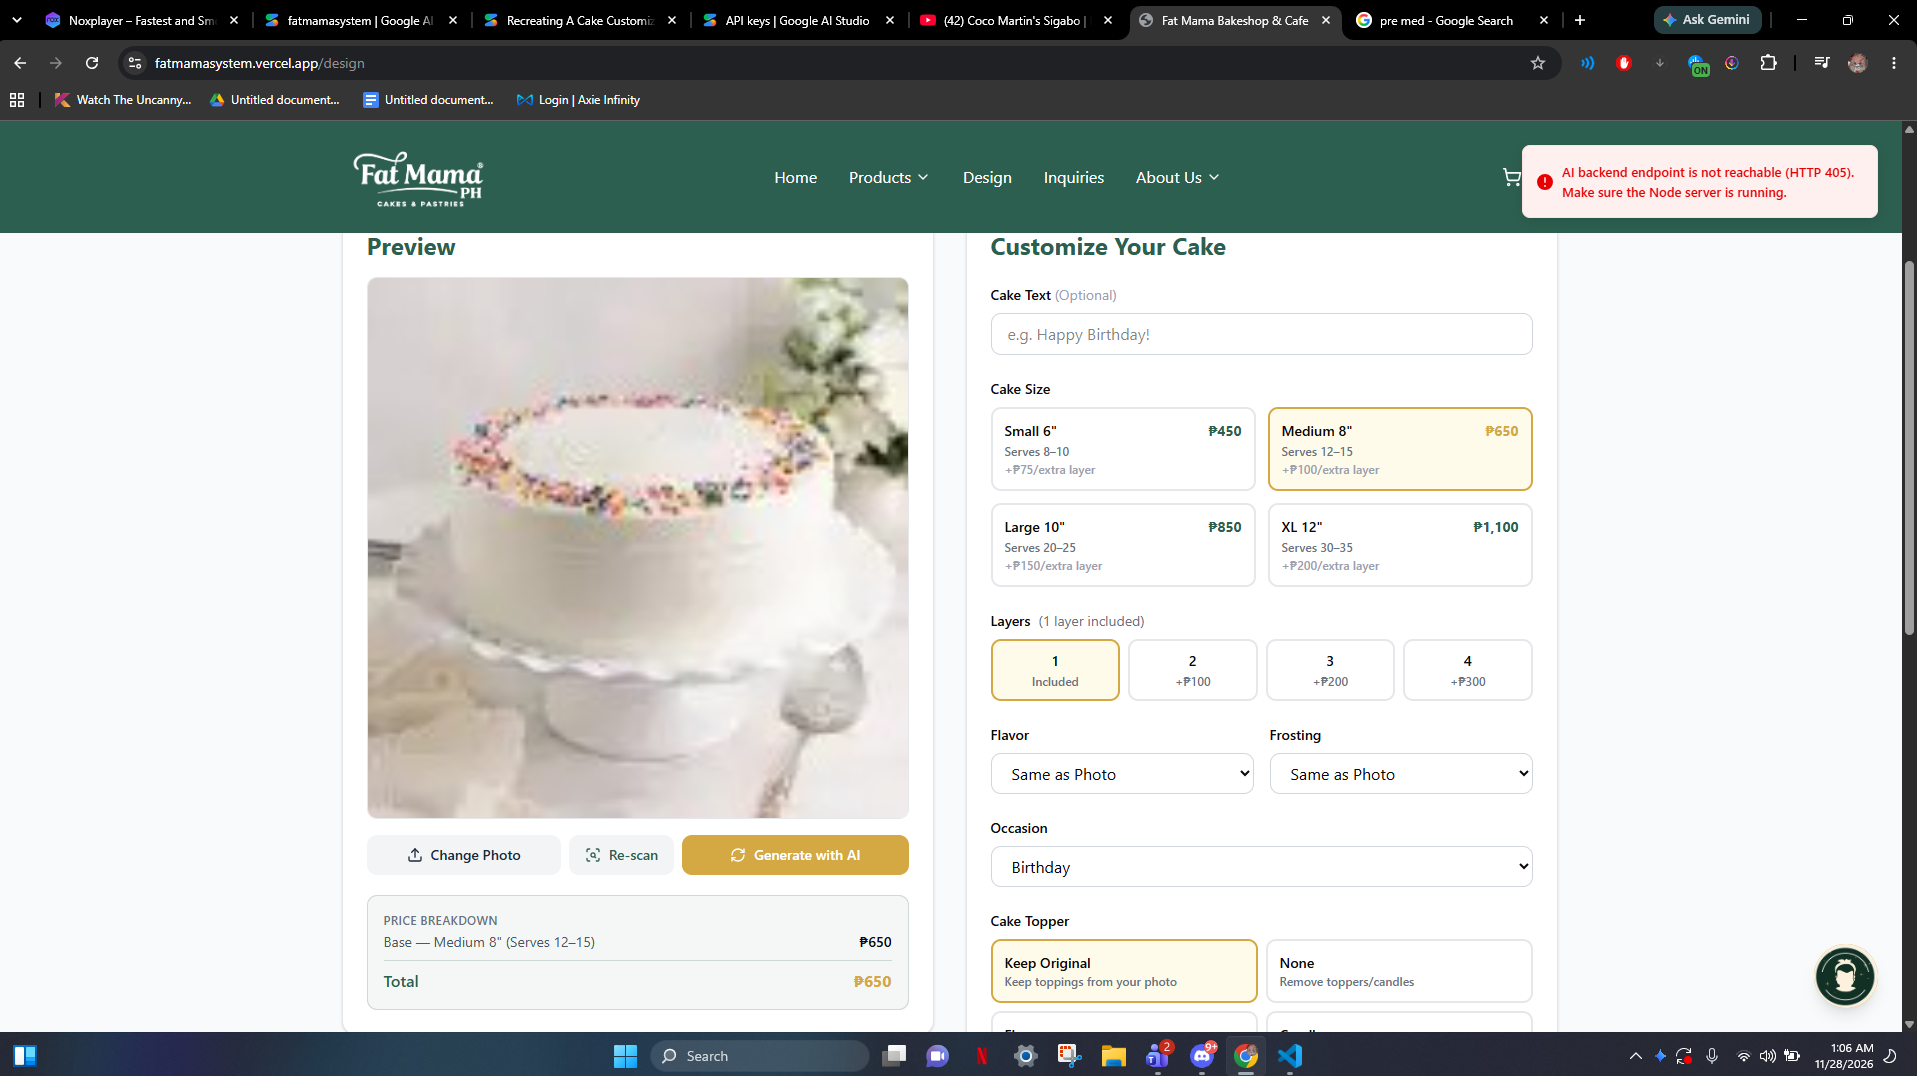 Noxplayer – Fastest and Sm
fatmamasystem | Google AI
Recreating A Cake Customiz
API keys | Google AI Studio
(42) Coco Martin's Sigabo |
Fat Mama Bakeshop & Cafe
pre med - Google Search
Ask Gemini
fatmamasystem.vercel.app/design
ON
Watch The Uncanny...
Untitled document...
Untitled document...
Login | Axie Infinity
Fat Mama®
PH
CAKES & PASTRIES
Home
Products
Design
Inquiries
About Us
AI backend endpoint is not reachable (HTTP 405).
Make sure the Node server is running.
Preview
Change Photo
Re-scan
Generate with AI
PRICE BREAKDOWN
Base — Medium 8" (Serves 12–15) ₱650
Total ₱650
Customize Your Cake
Cake Text (Optional)
e.g. Happy Birthday!
Cake Size
Small 6" ₱450
Serves 8–10
+₱75/extra layer
Medium 8" ₱650
Serves 12–15
+₱100/extra layer
Large 10" ₱850
Serves 20–25
+₱150/extra layer
XL 12" ₱1,100
Serves 30–35
+₱200/extra layer
Layers (1 layer included)
1
Included
2
+₱100
3
+₱200
4
+₱300
Flavor
Same as Photo
Frosting
Same as Photo
Occasion
Birthday
Cake Topper
Keep Original
Keep toppings from your photo
None
Remove toppers/candles
Search
2
9+
1:06 AM
11/28/2026